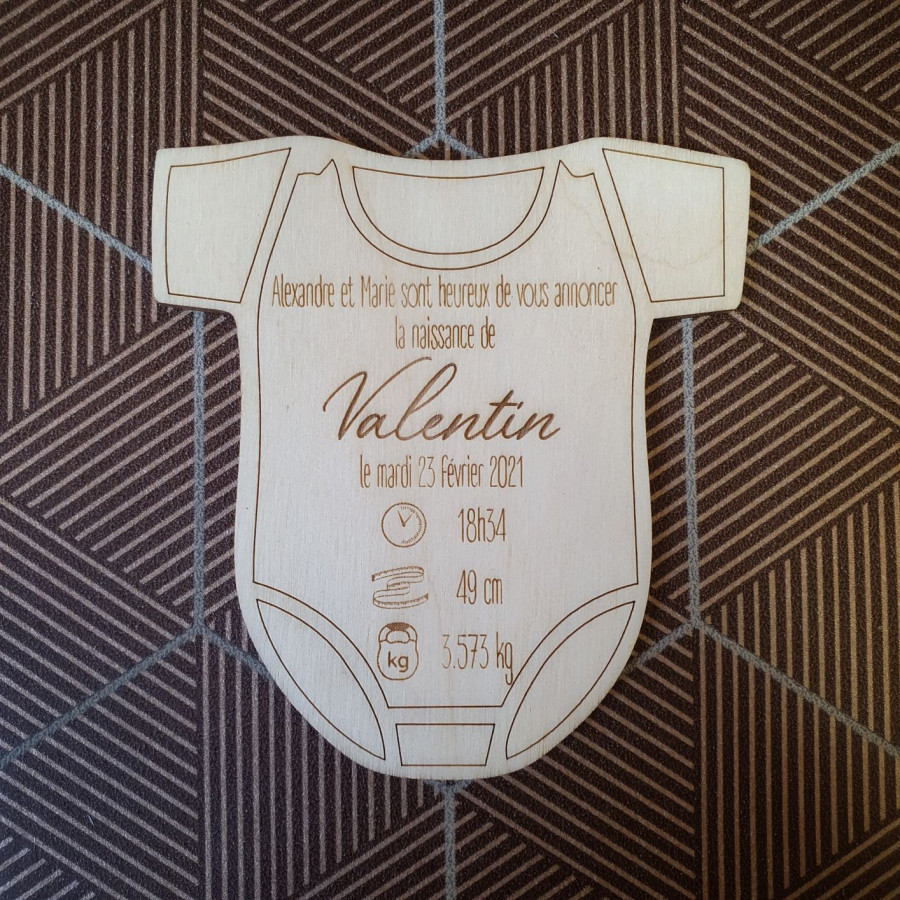 Alexandre et Marie sont heureux de vous annoncer
la naissance de
Valentin
le mardi 23 février 2021
18h34
49 cm
kg 3.573 kg